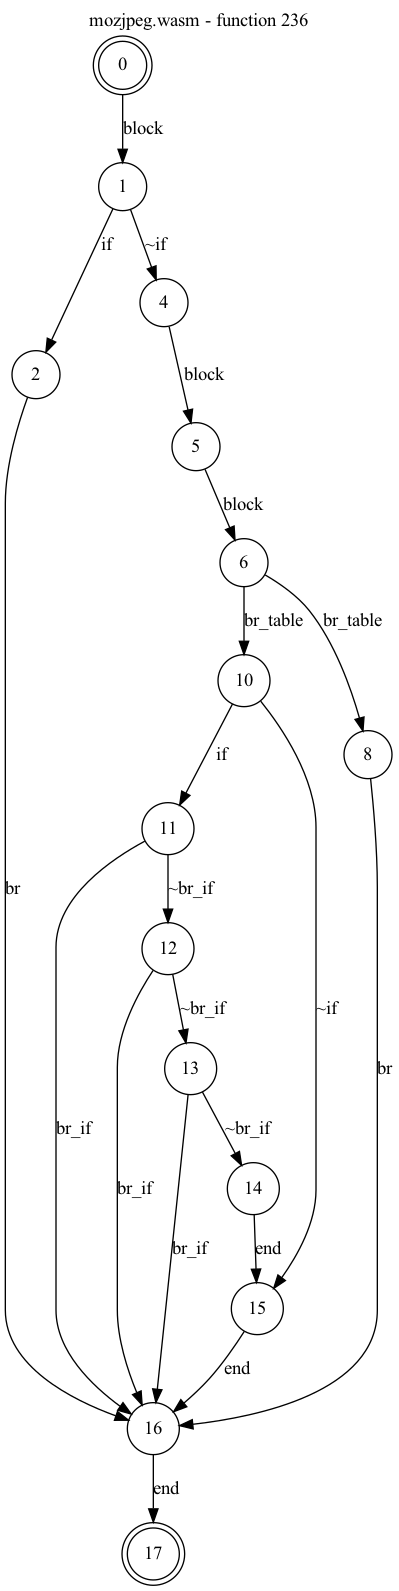 mozjpeg.wasm - function 236
0
block
1
if
~if
4
2
block
5
block
6
br_table
br_table
10
8
if
11
br
~br_if
br
12
~br_if
~if
13
br_if
br_if
~br_if
14
br_if
end
15
end
16
end
17